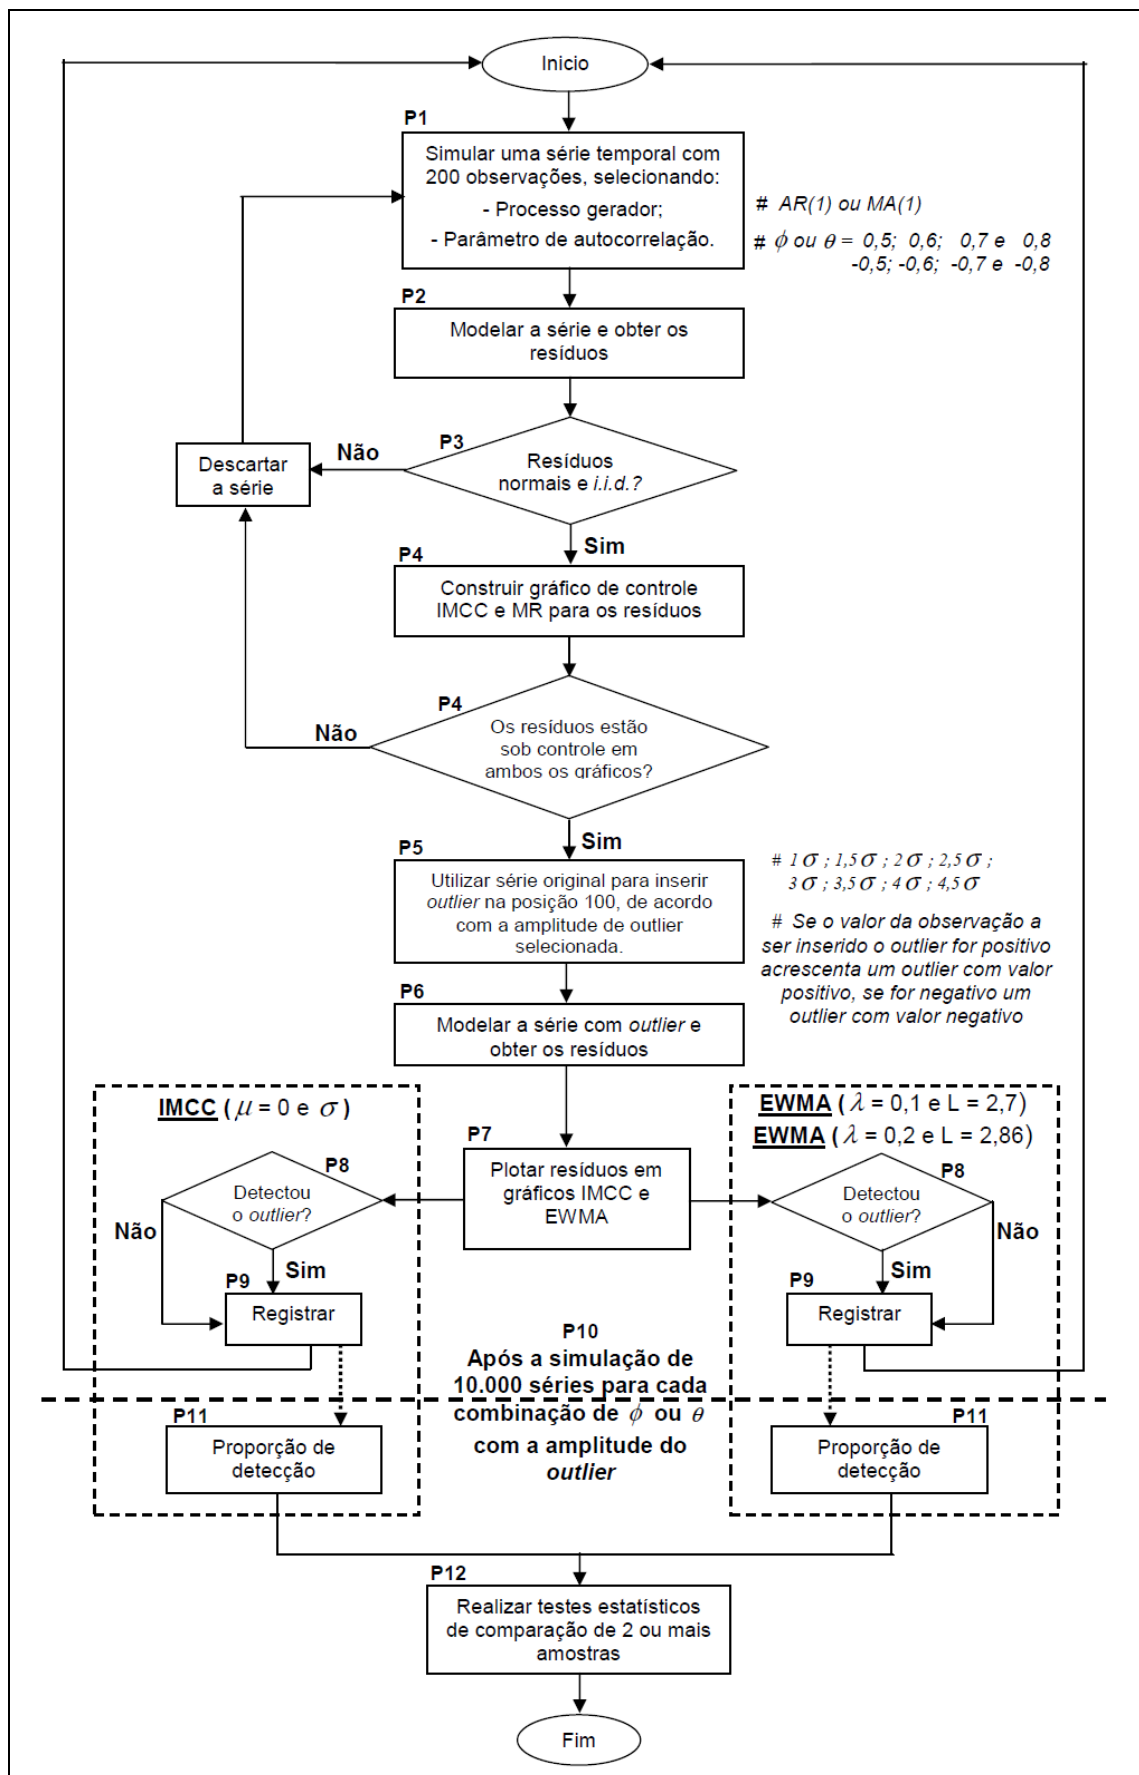 Inicio
P1
Simular uma série temporal com
200 observações, selecionando:
- Processo gerador;
- Parâmetro de autocorrelação.
# AR(1) ou MA(1)
# ϕ ou θ = 0,5; 0,6; 0,7 e 0,8
-0,5; -0,6; -0,7 e -0,8
P2
Modelar a série e obter os
resíduos
P3
Resíduos
normais e i.i.d.?
Não
Descartar
a série
Sim
P4
Construir gráfico de controle
IMCC e MR para os resíduos
P4
Os resíduos estão
sob controle em
ambos os gráficos?
Não
Sim
P5
Utilizar série original para inserir
outlier na posição 100, de acordo
com a amplitude de outlier
selecionada.
# 1 σ ; 1,5 σ ; 2 σ ; 2,5 σ ;
3 σ ; 3,5 σ ; 4 σ ; 4,5 σ
# Se o valor da observação a
ser inserido o outlier for positivo
acrescenta um outlier com valor
positivo, se for negativo um
outlier com valor negativo
P6
Modelar a série com outlier e
obter os resíduos
IMCC ( μ = 0 e σ )
EWMA ( λ = 0,1 e L = 2,7)
EWMA ( λ = 0,2 e L = 2,86)
P7
Plotar resíduos em
gráficos IMCC e
EWMA
P8
Detectou
o outlier?
Não
Sim
P9
Registrar
P8
Detectou
o outlier?
Não
Sim
P9
Registrar
P10
Após a simulação de
10.000 séries para cada
combinação de ϕ ou θ
com a amplitude do
outlier
P11
Proporção de
detecção
P11
Proporção de
detecção
P12
Realizar testes estatísticos
de comparação de 2 ou mais
amostras
Fim